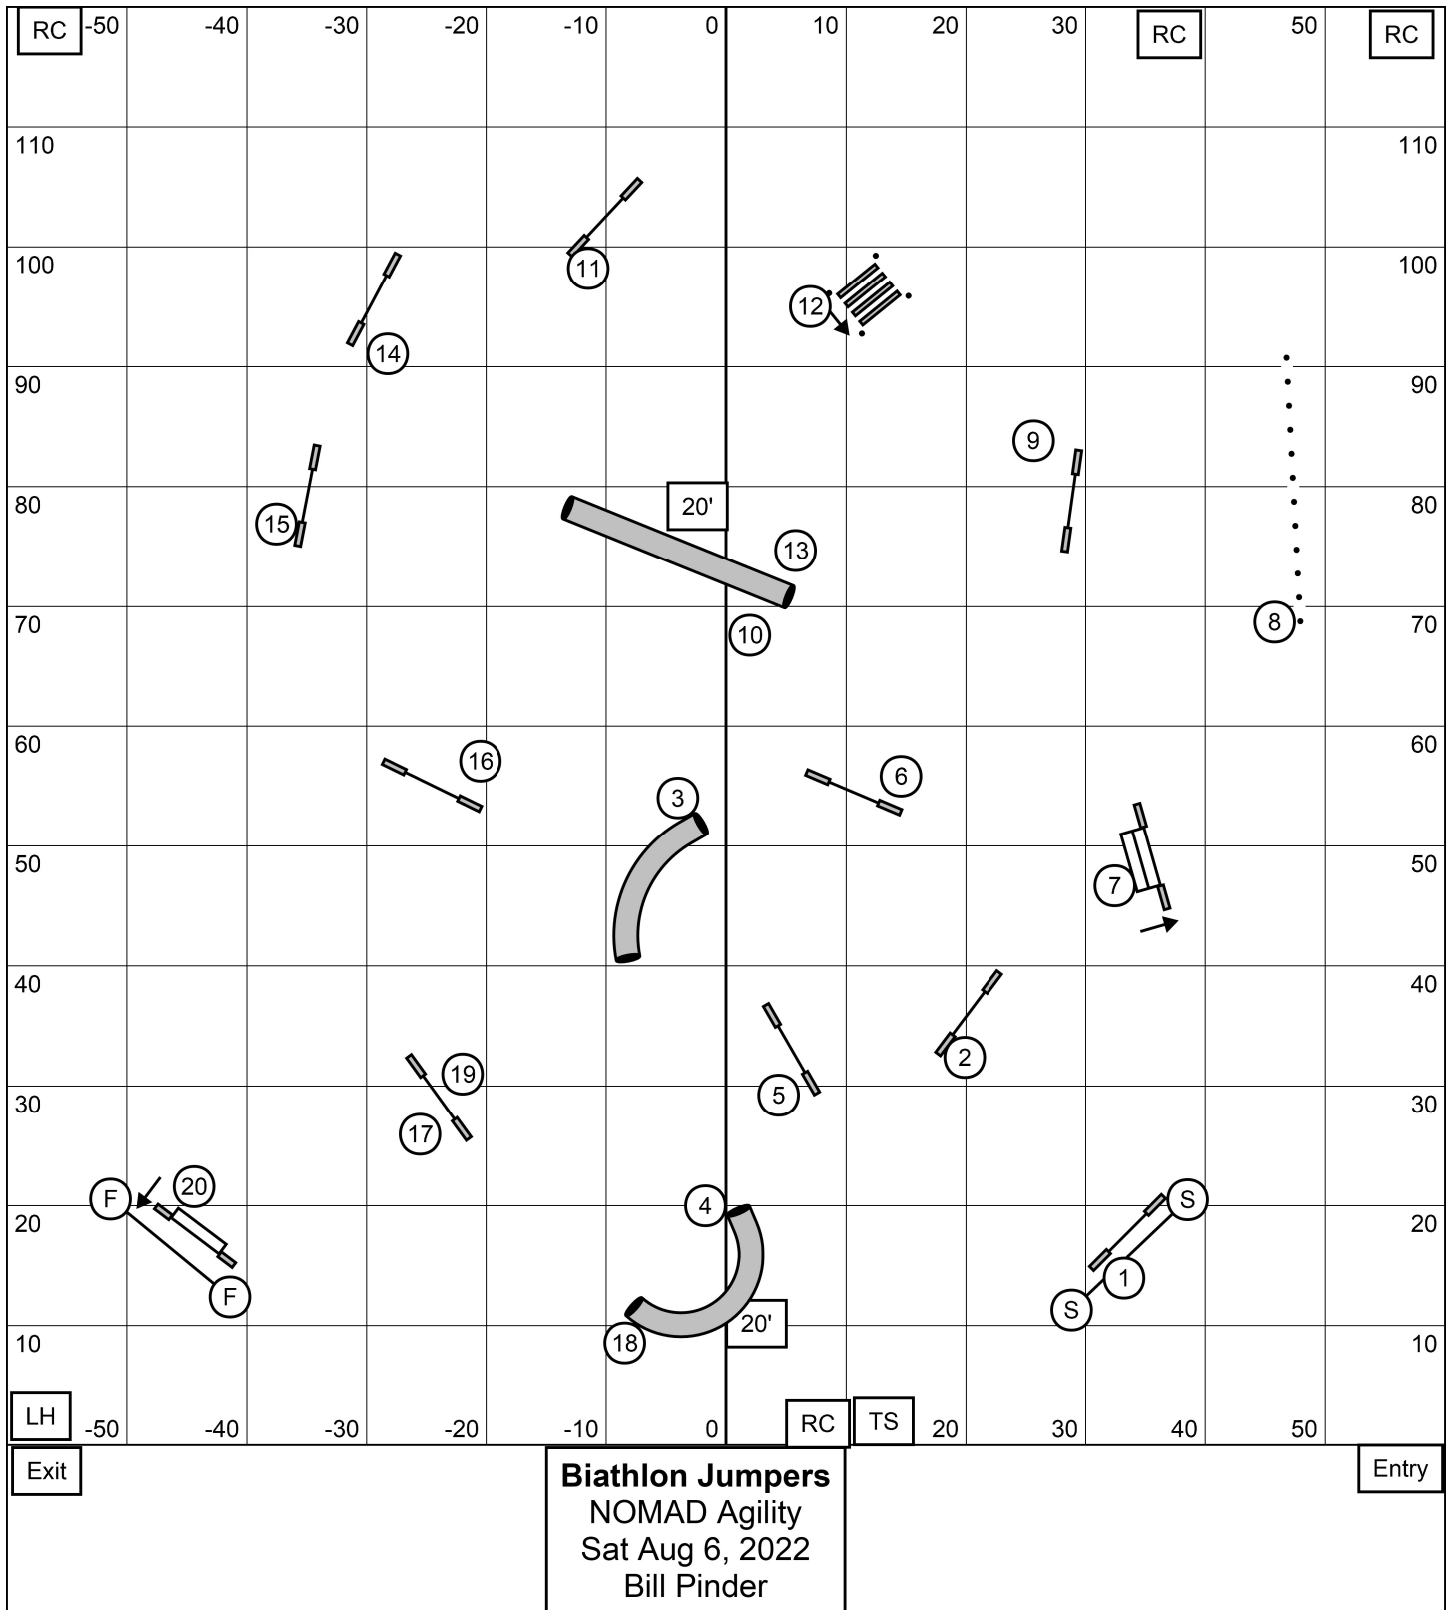 RC -50 -40 -30 -20 -10 0 10 20 30 RC 50 RC
110 110
11
100 12 100
14
90 90
9
15 80 20' 80
13
70 10 8 70
60 16 6 60
3
50 7 50
40 2 40
19
30 17 5 30
F 20 4 S
20 20
F 1
S
10 18 20' 10
LH -50 -40 -30 -20 -10 0 RC TS 20 30 40 50
Exit Entry
Biathlon Jumpers
NOMAD Agility
Sat Aug 6, 2022
Bill Pinder